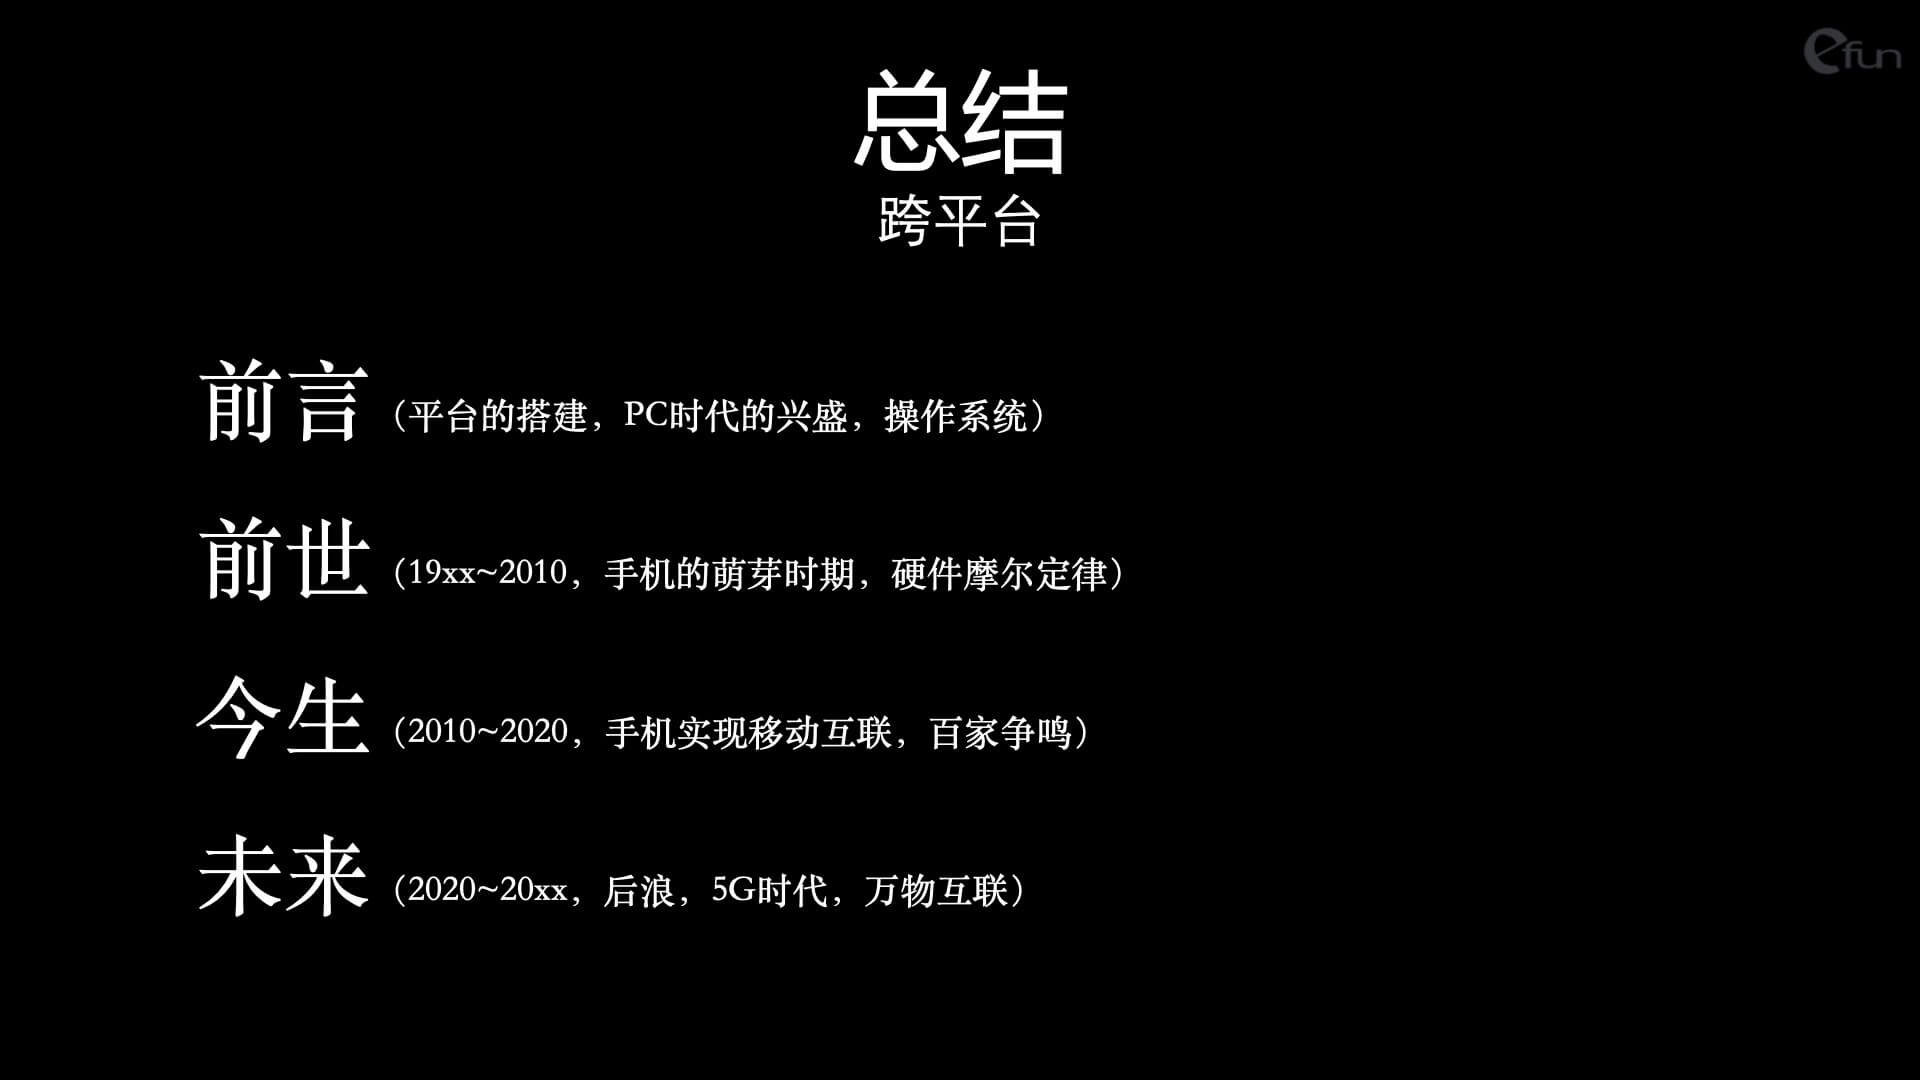 efun
总结
跨平台
前言（平台的搭建，PC时代的兴盛，操作系统）
前世（19xx~2010，手机的萌芽时期，硬件摩尔定律）
今生（2010~2020，手机实现移动互联，百家争鸣）
未来（2020~20xx，后浪，5G时代，万物互联）